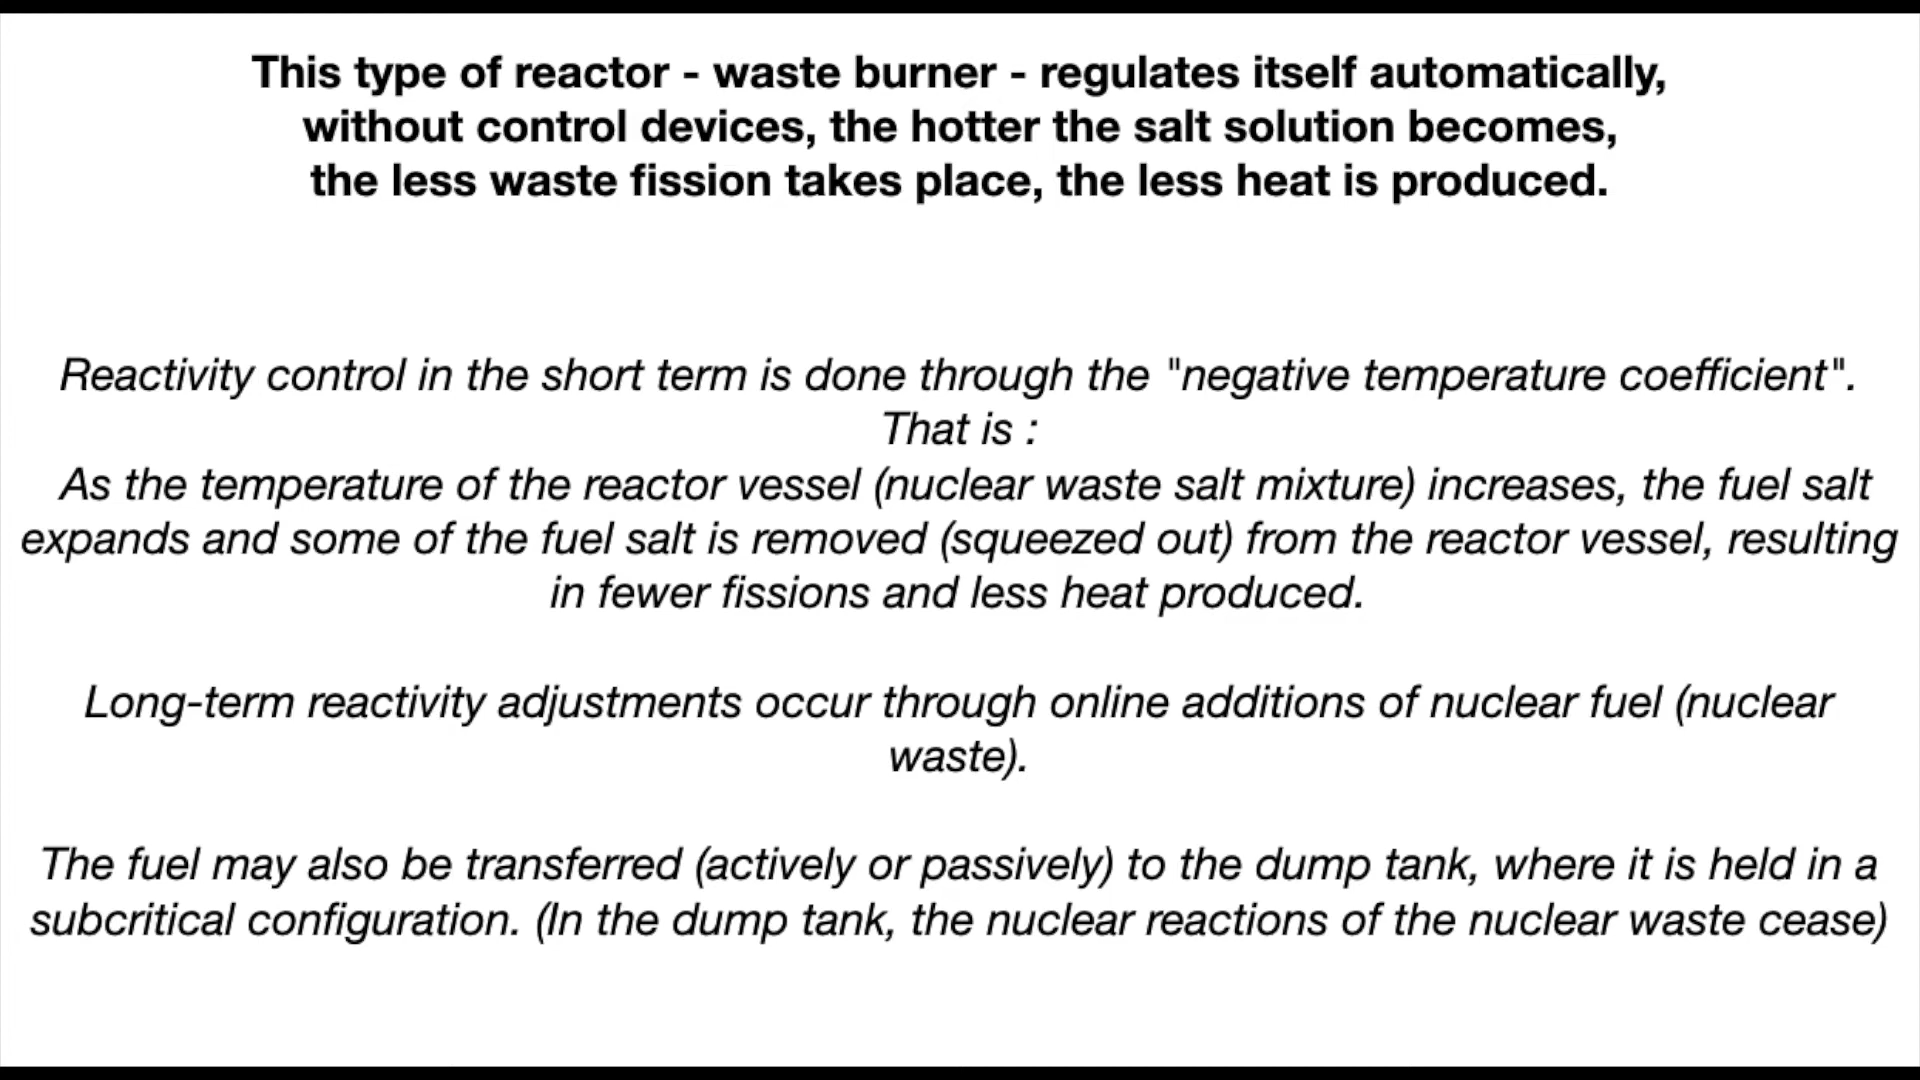 This type of reactor - waste burner - regulates itself automatically,
without control devices, the hotter the salt solution becomes,
the less waste fission takes place, the less heat is produced.
Reactivity control in the short term is done through the "negative temperature coefficient".
That is :
As the temperature of the reactor vessel (nuclear waste salt mixture) increases, the fuel salt
expands and some of the fuel salt is removed (squeezed out) from the reactor vessel, resulting
in fewer fissions and less heat produced.
Long-term reactivity adjustments occur through online additions of nuclear fuel (nuclear
waste).
The fuel may also be transferred (actively or passively) to the dump tank, where it is held in a
subcritical configuration. (In the dump tank, the nuclear reactions of the nuclear waste cease)